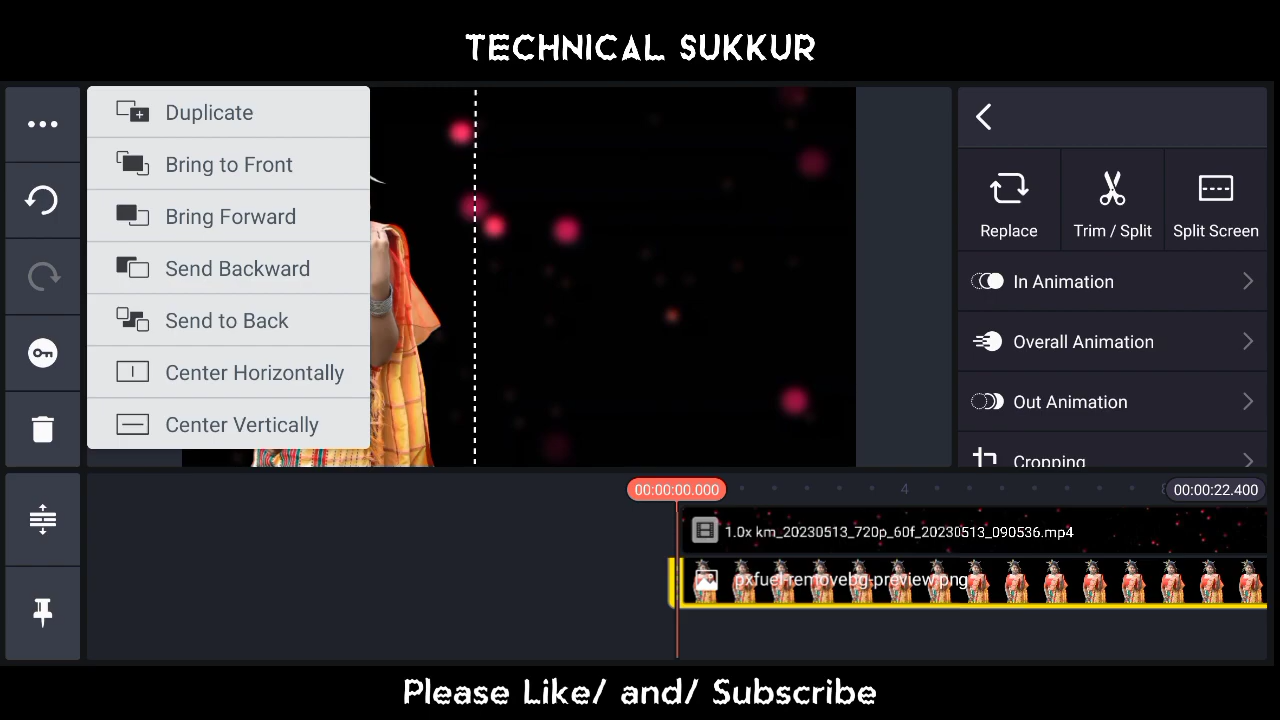 TECHNICAL SUKKUR
Duplicate
Bring to Front
Bring Forward
Send Backward
Send to Back
Center Horizontally
Center Vertically
Replace
Trim / Split
Split Screen
In Animation
Overall Animation
Out Animation
Cropping
00:00:00.000
4
8
00:00:22.400
1.0x km_20230513_720p_60f_20230513_090536.mp4
pxfuel-removebg-preview.png
Please Like/ and/ Subscribe